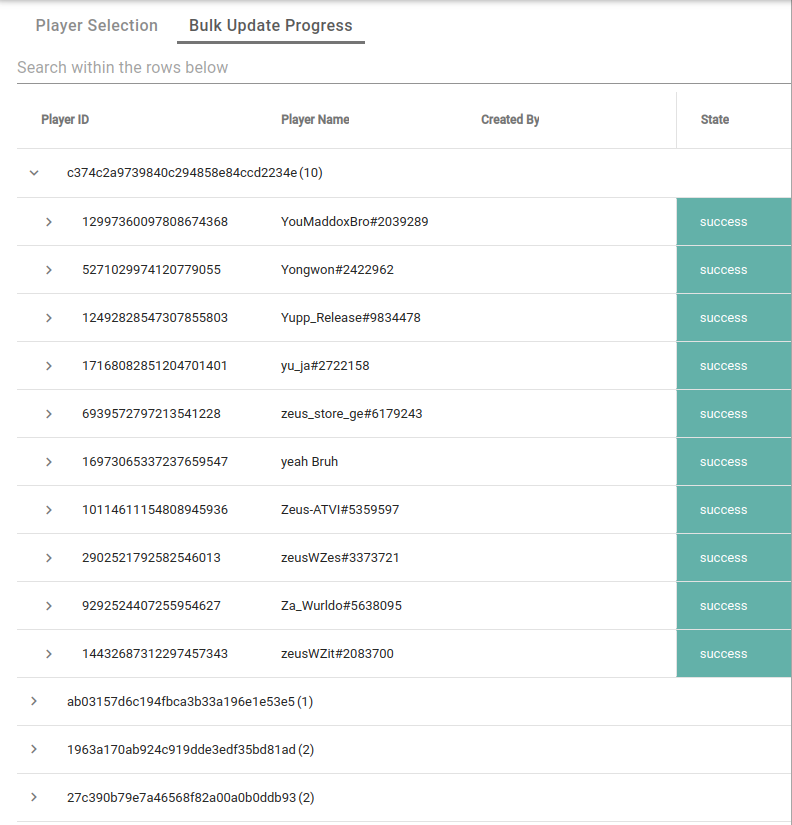 Player Selection Bulk Update Progress
Search within the rows below
Player ID Player Name Created By State
c374c2a9739840c294858e84ccd2234e (10)
12997360097808674368 YouMaddoxBro#2039289 success
5271029974120779055 Yongwon#2422962 success
12492828547307855803 Yupp_Release#9834478 success
17168082851204701401 yu_ja#2722158 success
6939572797213541228 zeus_store_ge#6179243 success
16973065337237659547 yeah Bruh success
10114611154808945936 Zeus-ATVI#5359597 success
2902521792582546013 zeusWZes#3373721 success
9292524407255954627 Za_Wurldo#5638095 success
14432687312297457343 zeusWZit#2083700 success
ab03157d6c194fbca3b33a196e1e53e5 (1)
1963a170ab924c919dde3edf35bd81ad (2)
27c390b79e7a46568f82a00a0b0ddb93 (2)